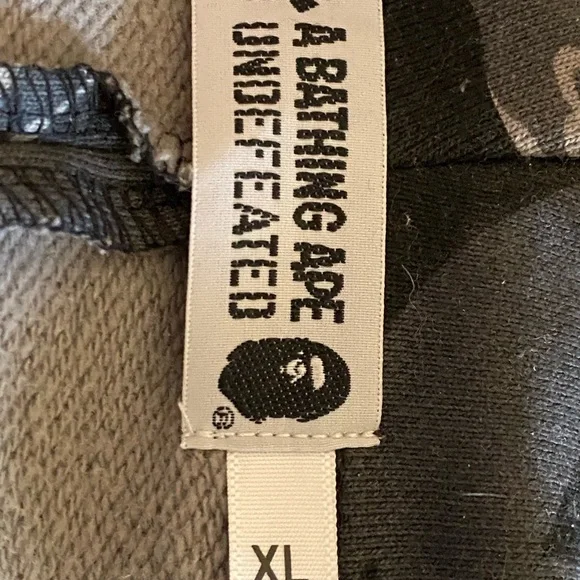 A BATHING APE
UNDEFEATED
®
XL